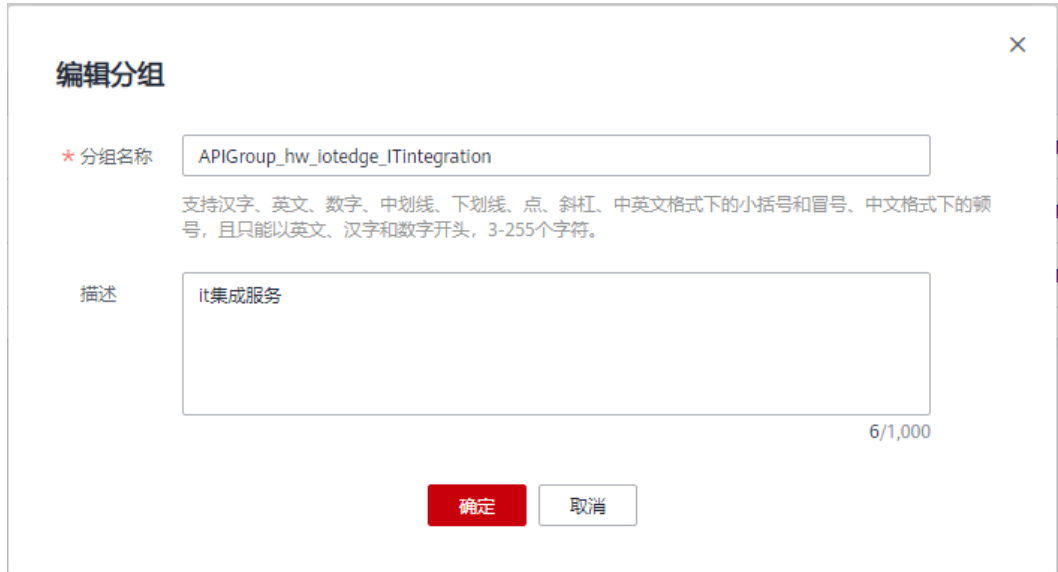 编辑分组
* 分组名称
APIGroup_hw_iotedge_ITintegration
支持汉字、英文、数字、中划线、下划线、点、斜杠、中英文格式下的小括号和冒号、中文格式下的顿
号，且只能以英文、汉字和数字开头，3-255个字符。
描述
it集成服务
6/1,000
确定
取消